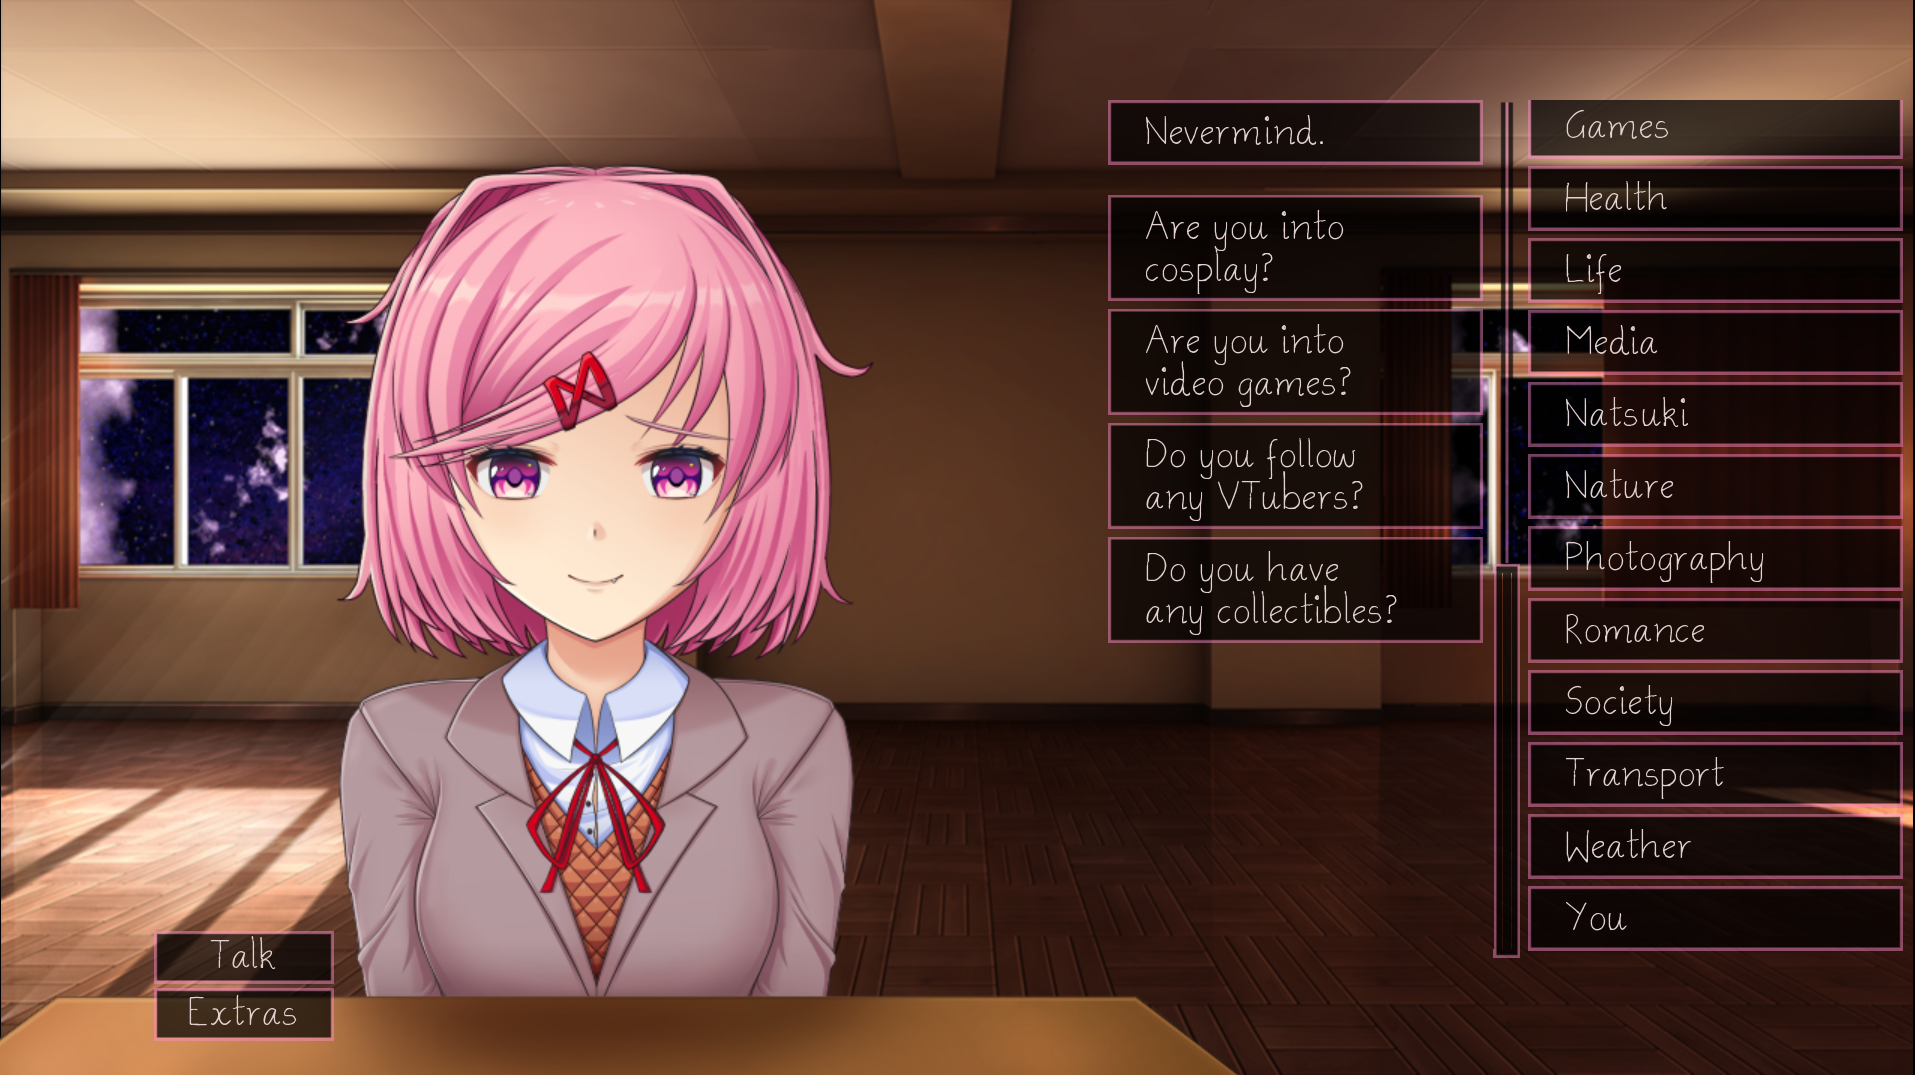 Nevermind.
Are you into
cosplay?
Are you into
video games?
Do you follow
any VTubers?
Do you have
any collectibles?
Games
Health
Life
Media
Natsuki
Nature
Photography
Romance
Society
Transport
Weather
You
Talk
Extras